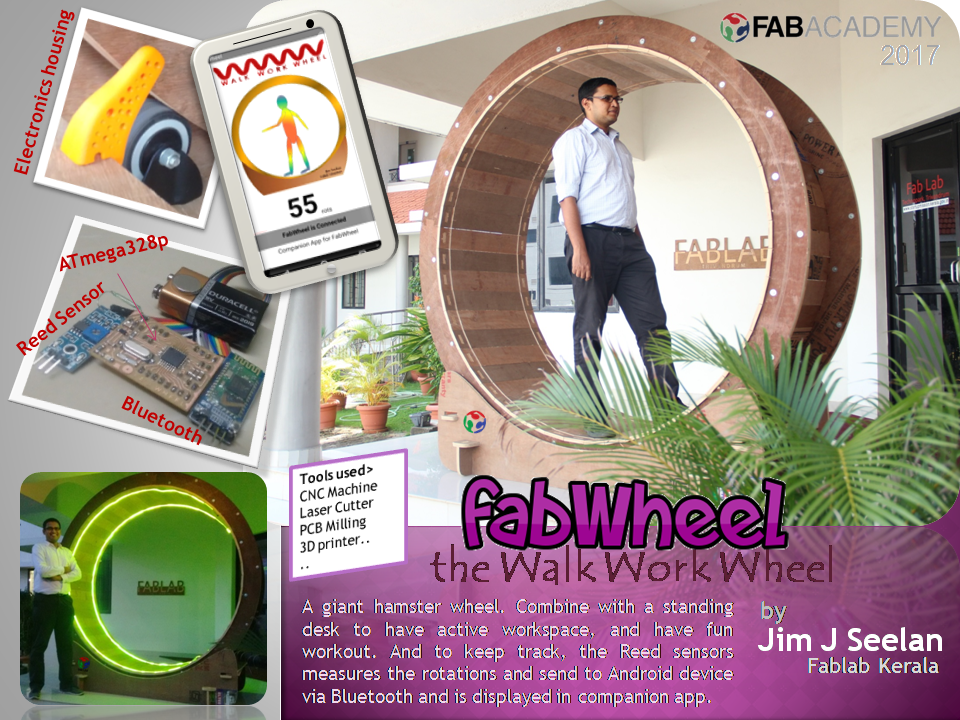 Electronics housing
WALK WORK WHEEL
55
FabWheel is Connected
Companion App for FabWheel
FABACADEMY
2017
Fab Lab
FABLAB
ATmega328p
Reed Sensor
DURACELL
Bluetooth
FABLAB
Tools used>
CNC Machine
Laser Cutter
PCB Milling
3D printer..
..
fabWheel
the Walk Work Wheel
A giant hamster wheel. Combine with a standing
desk to have active workspace, and have fun
workout. And to keep track, the Reed sensors
measures the rotations and send to Android device
via Bluetooth and is displayed in companion app.
by
Jim J Seelan
Fablab Kerala